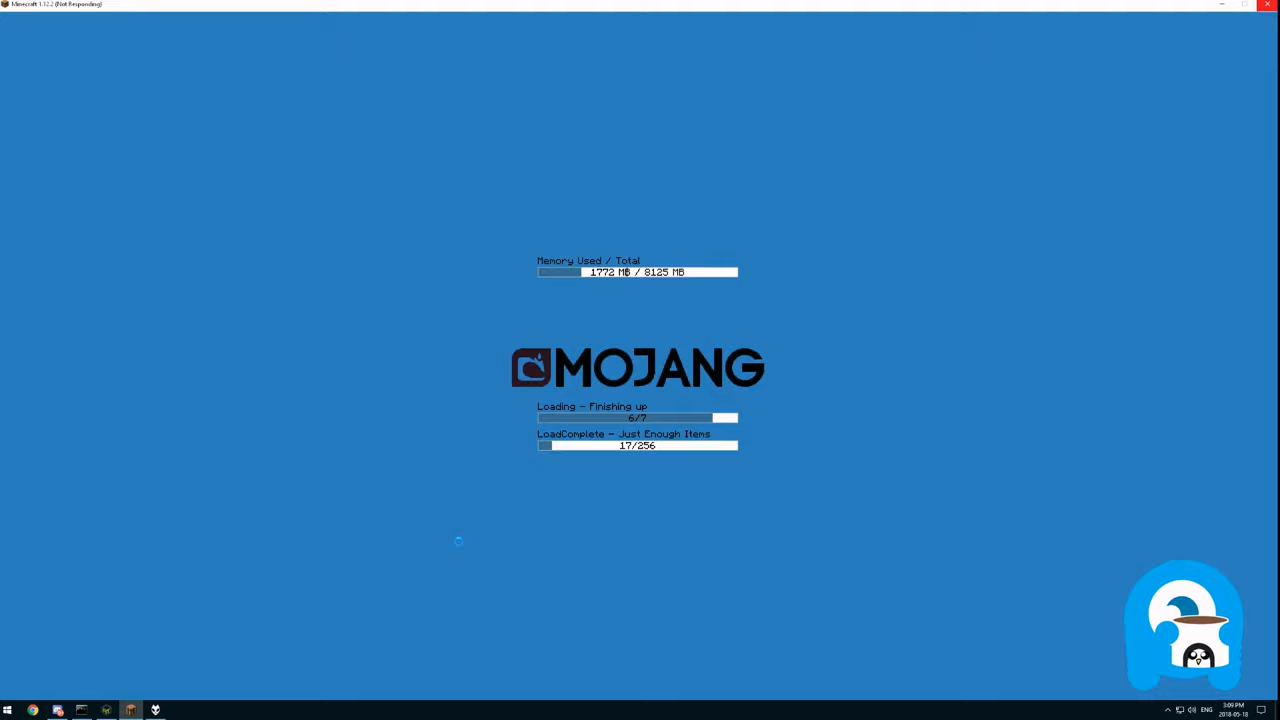 Minecraft 1.12.2 (Not Responding)
Memory Used / Total
1772 MB / 8125 MB
MOJANG
Loading - Finishing up
6/7
LoadComplete - Just Enough Items
17/256
ENG
3:09 PM
2018-05-18